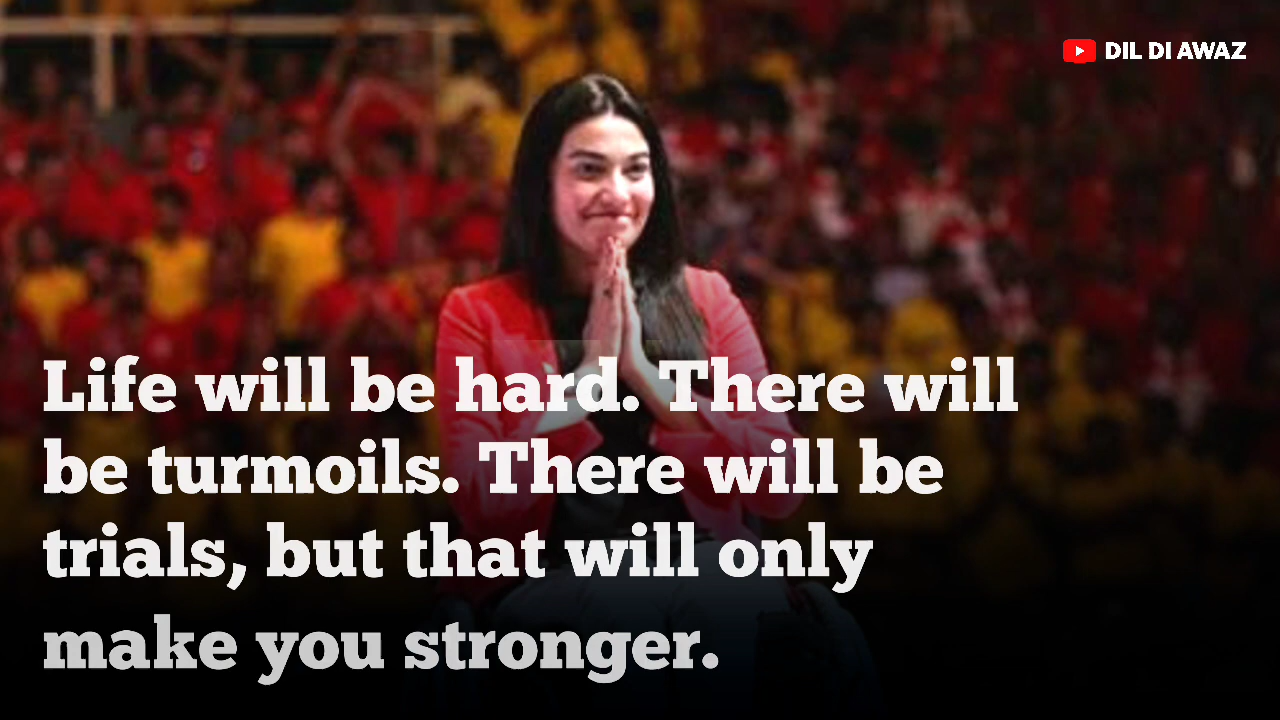 DIL DI AWAZ
Life will be hard. There will
be turmoils. There will be
trials, but that will only
make you stronger.